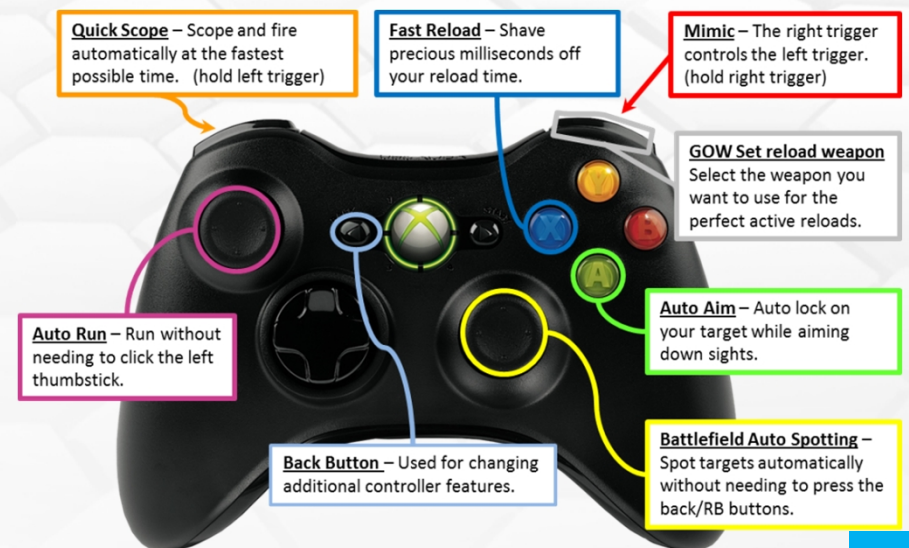 Quick Scope – Scope and fire
automatically at the fastest
possible time. (hold left trigger)
Fast Reload – Shave
precious milliseconds off
your reload time.
Mimic – The right trigger
controls the left trigger.
(hold right trigger)
GOW Set reload weapon
Select the weapon you
want to use for the
perfect active reloads.
Y
X
B
A
Auto Run – Run without
needing to click the left
thumbstick.
Auto Aim – Auto lock on
your target while aiming
down sights.
Back Button – Used for changing
additional controller features.
Battlefield Auto Spotting –
Spot targets automatically
without needing to press the
back/RB buttons.